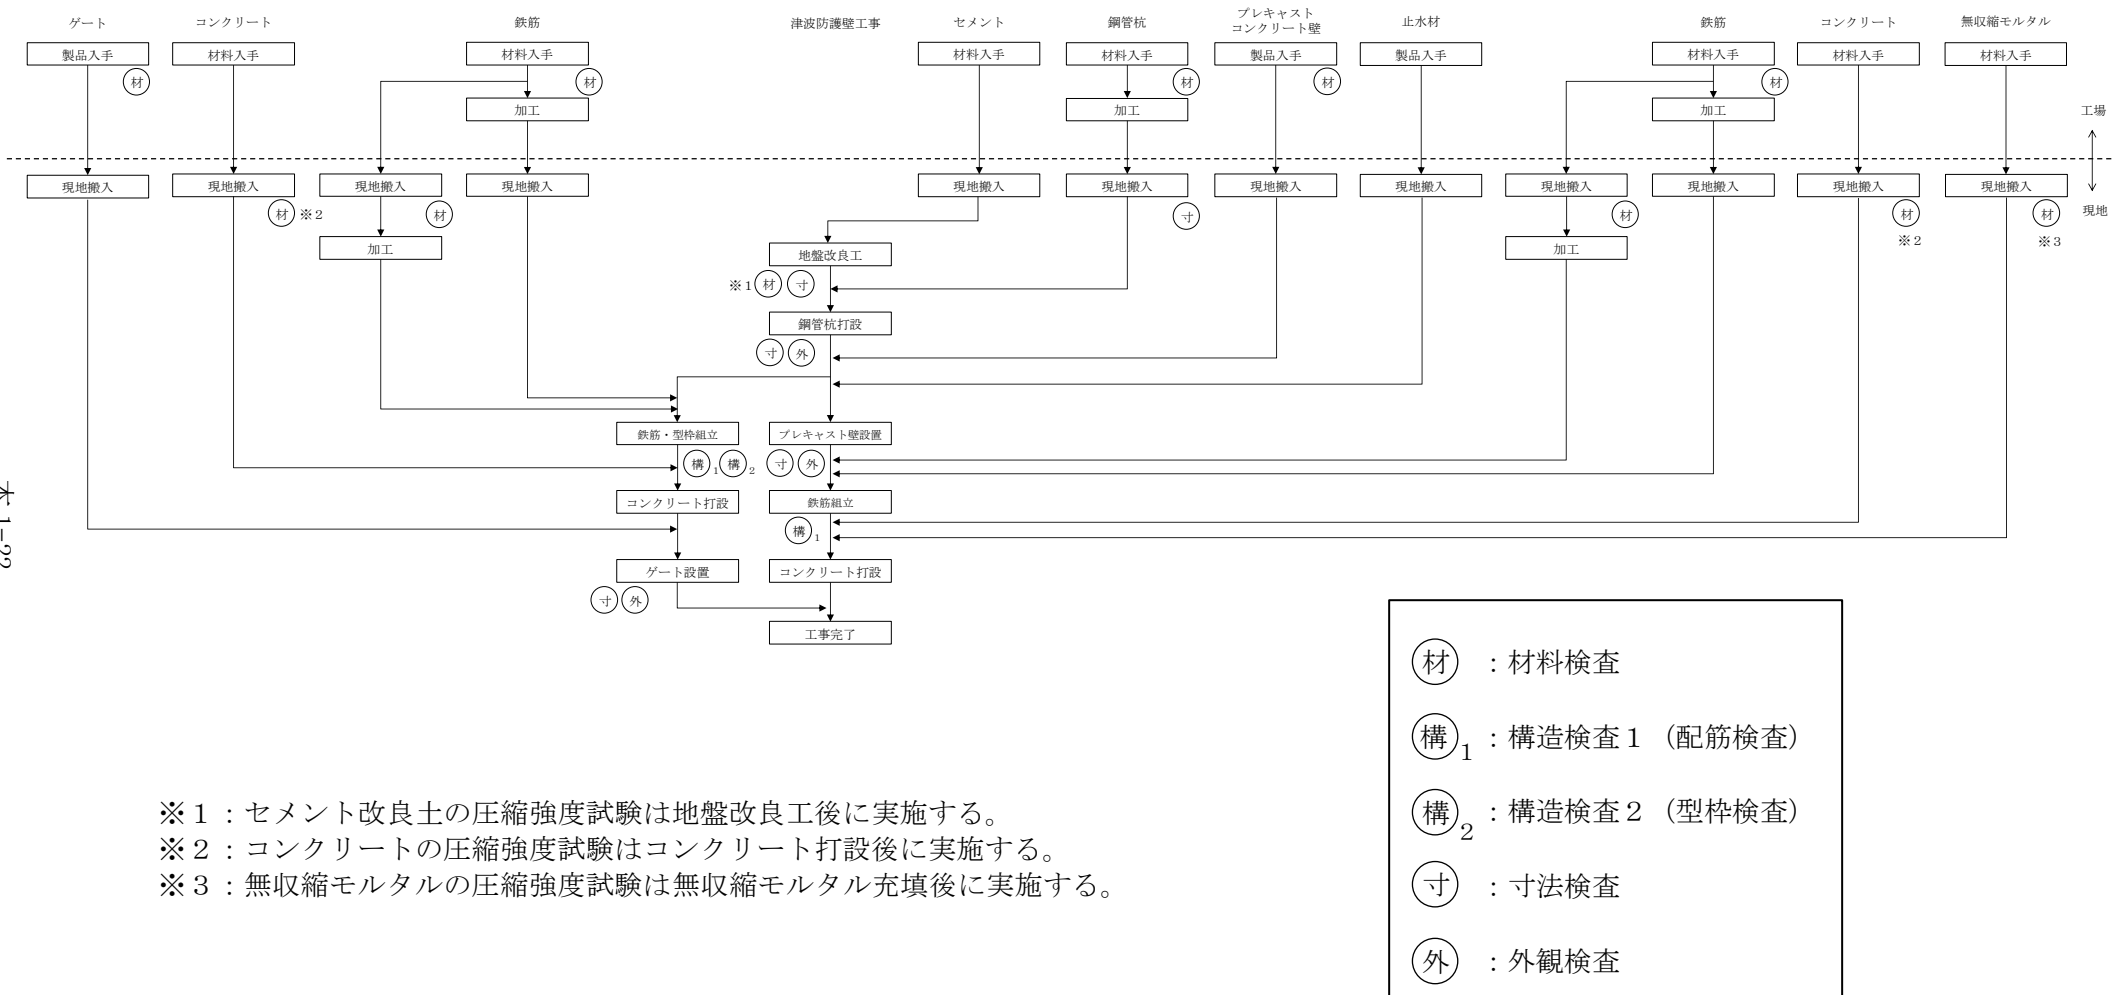 ゲート
コンクリート
鉄筋
津波防護壁工事
セメント
鋼管杭
プレキャスト
コンクリート壁
止水材
鉄筋
コンクリート
無収縮モルタル
製品入手
材料入手
材料入手
材料入手
材料入手
製品入手
製品入手
材料入手
材料入手
材料入手
材
材
材
材
材
加工
加工
加工
工場
現地搬入
現地搬入
現地搬入
現地搬入
現地搬入
現地搬入
現地搬入
現地搬入
現地搬入
現地搬入
現地搬入
現地搬入
材 ※2
材
寸
材
材
材
現地
※2
※3
加工
地盤改良工
加工
※1 材 寸
鋼管杭打設
寸 外
鉄筋・型枠組立
プレキャスト壁設置
構1 構2
寸 外
コンクリート打設
鉄筋組立
構1
ゲート設置
コンクリート打設
寸 外
工事完了
本 1-22
材 :材料検査
構1 :構造検査1 (配筋検査)
構2 :構造検査2 (型枠検査)
寸 :寸法検査
外 :外観検査
※1:セメント改良土の圧縮強度試験は地盤改良工後に実施する。
※2:コンクリートの圧縮強度試験はコンクリート打設後に実施する。
※3:無収縮モルタルの圧縮強度試験は無収縮モルタル充填後に実施する。